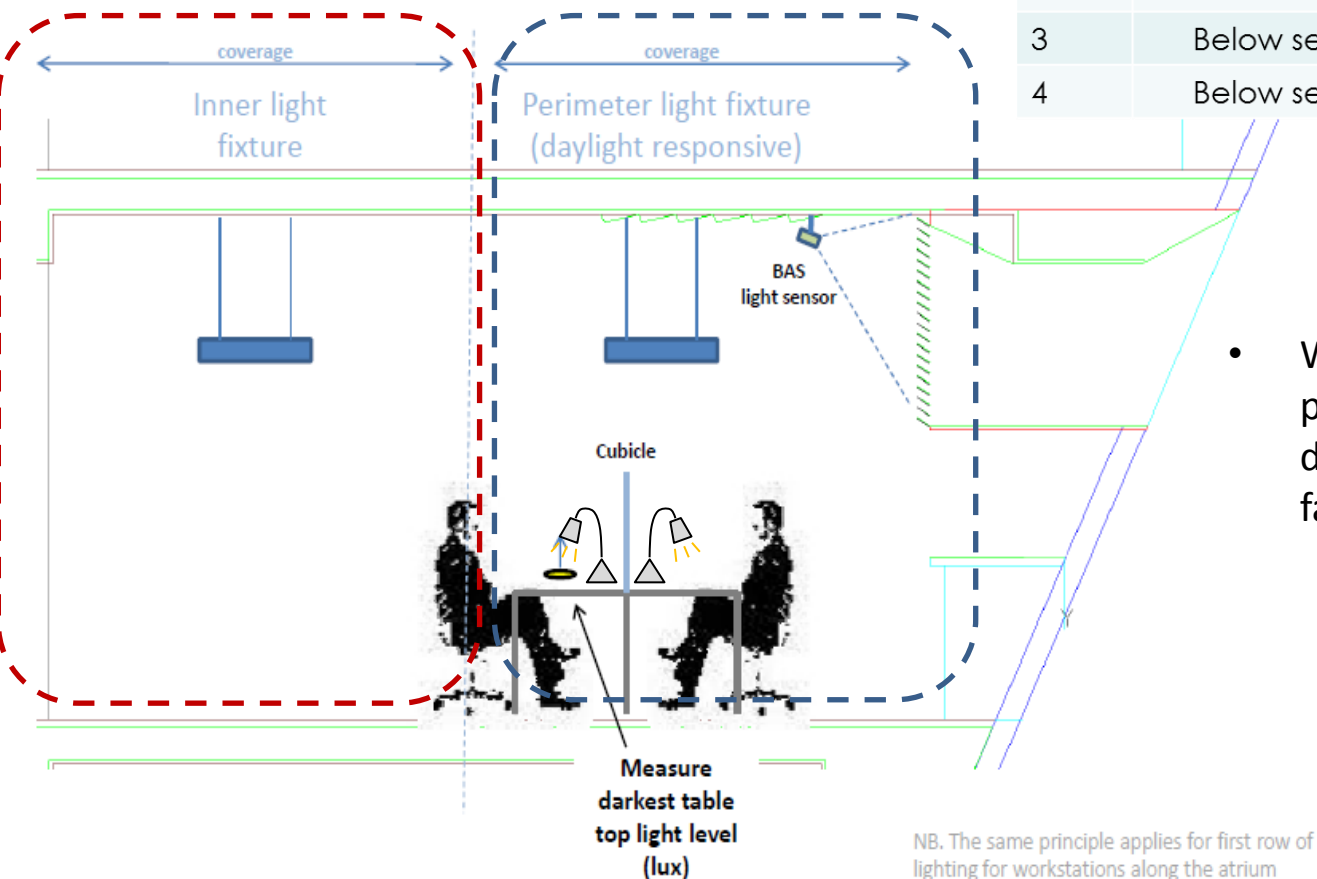 3 Below se
4 Below se
coverage
coverage
Inner light
fixture
Perimeter light fixture
(daylight responsive)
BAS
light sensor
Cubicle
•
Measure
darkest table
top light level
(lux)
NB. The same principle applies for first row of
lighting for workstations along the atrium